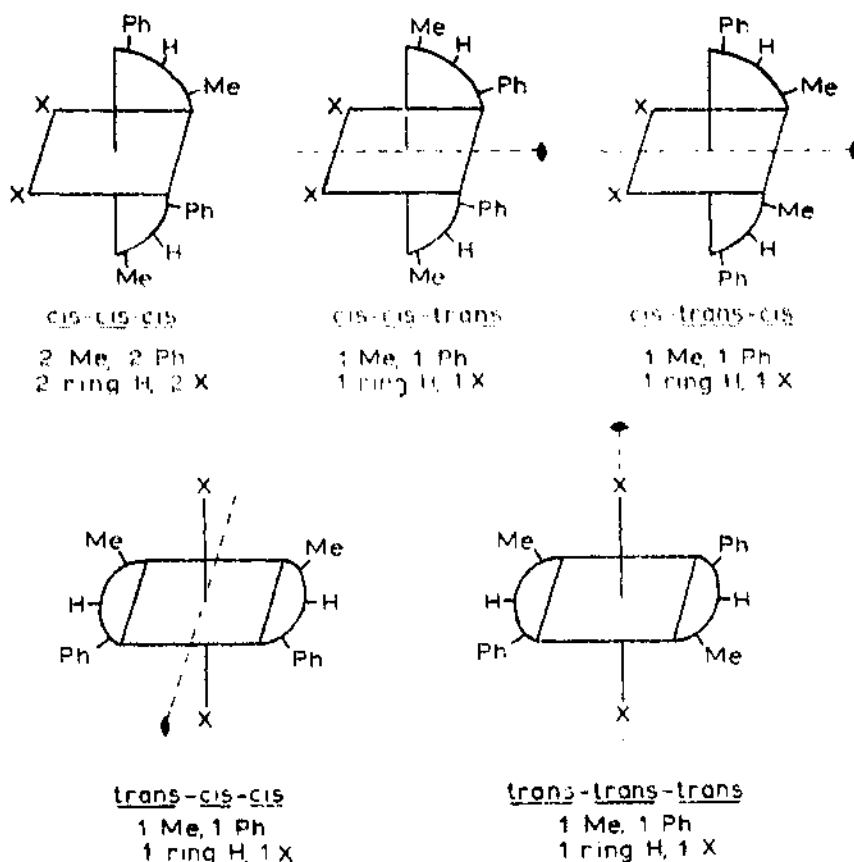 Ph
H
Me
X
X
Ph
H
Me
cis-cis-cis
2 Me, 2 Ph
2 ring H, 2 X
Me
H
Ph
X
X
Ph
H
Me
cis-cis-trans
1 Me, 1 Ph
1 ring H, 1 X
Ph
H
Me
X
X
Me
H
Ph
cis-trans-cis
1 Me, 1 Ph
1 ring H, 1 X
X
Me
Me
H
H
Ph
Ph
X
trans-cis-cis
1 Me, 1 Ph
1 ring H, 1 X
X
Me
Ph
H
H
Ph
Me
X
trans-trans-trans
1 Me, 1 Ph
1 ring H, 1 X